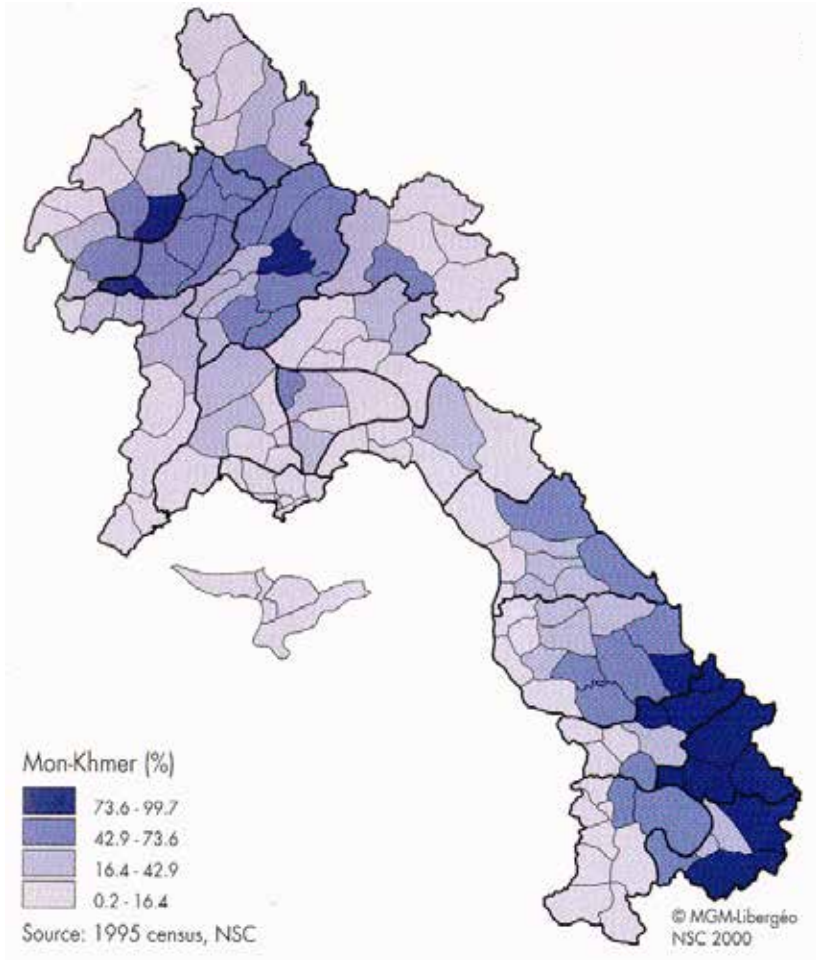 Mon-Khmer (%)
73.6 - 99.7
42.9 - 73.6
16.4 - 42.9
0.2 - 16.4
Source: 1995 census, NSC
© MGM-Libergéo
NSC 2000